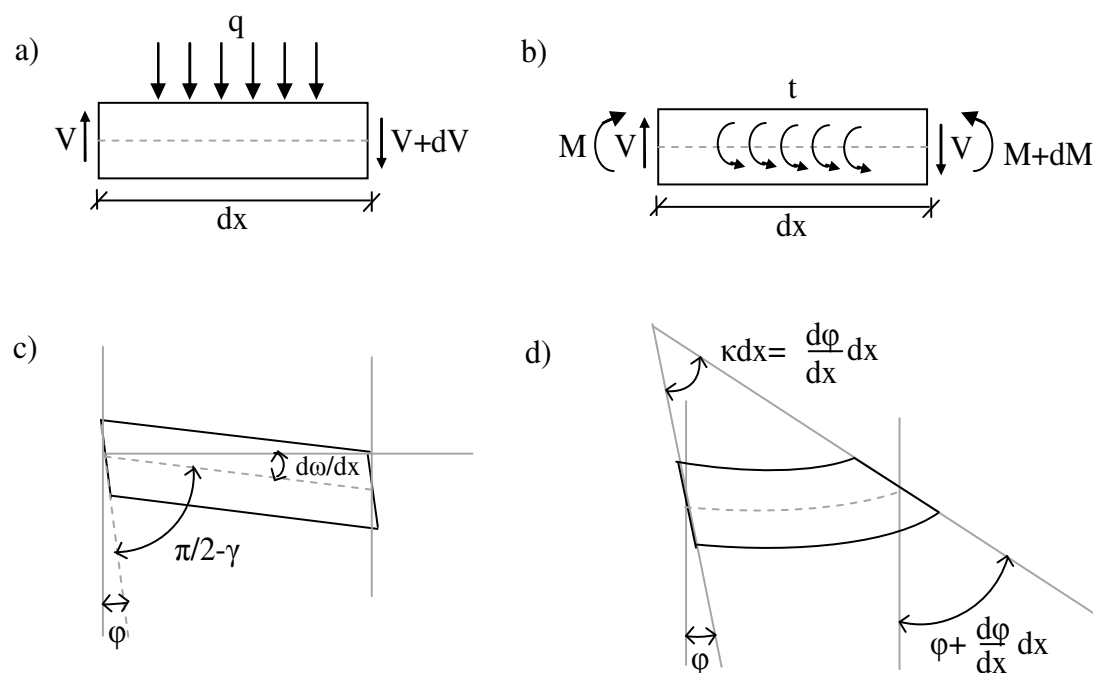 a)
q
V
V+dV
dx
b)
t
M
V
V
M+dM
dx
c)
dω/dx
π/2-γ
φ
d)
κdx= dφ/dx dx
φ
φ+ dφ/dx dx